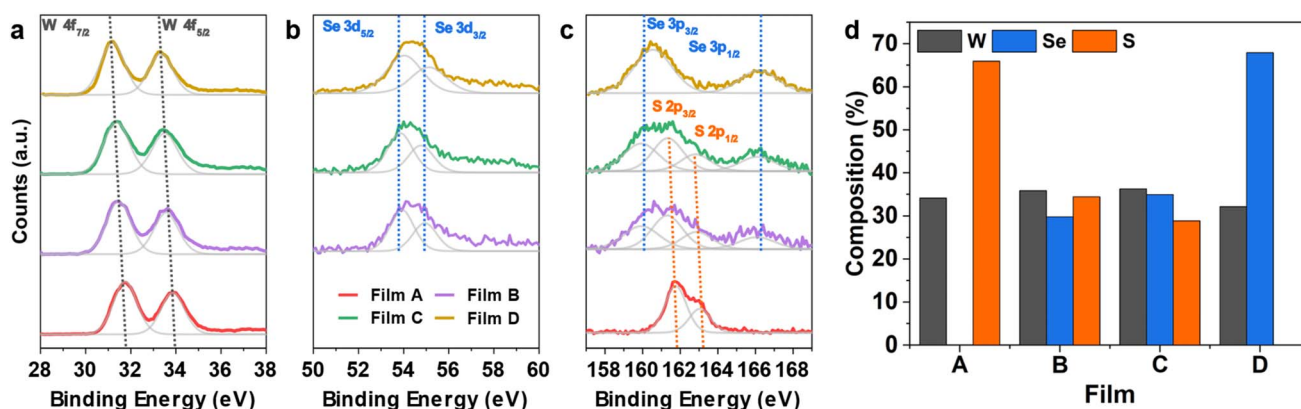 a
W 4f7/2
W 4f5/2
Counts (a.u.)
28 30 32 34 36 38
Binding Energy (eV)
b
Se 3d5/2
Se 3d3/2
Film A
Film B
Film C
Film D
50 52 54 56 58 60
Binding Energy (eV)
c
Se 3p3/2
Se 3p1/2
S 2p3/2
S 2p1/2
158 160 162 164 166 168
Binding Energy (eV)
d
W Se S
Composition (%)
70
60
50
40
30
20
10
0
A B C D
Film